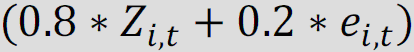 (0.8 * Z_{i,t} + 0.2 * e_{i,t})